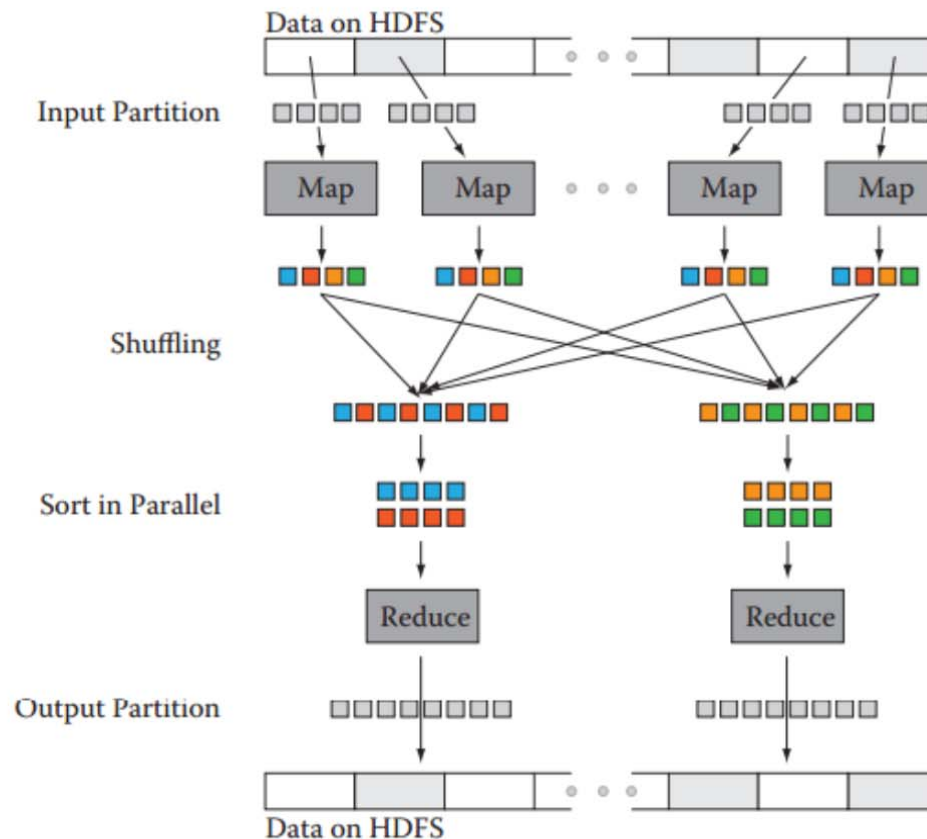 Data on HDFS
Input Partition
Map Map Map Map
Shuffling
Sort in Parallel
Reduce Reduce
Output Partition
Data on HDFS